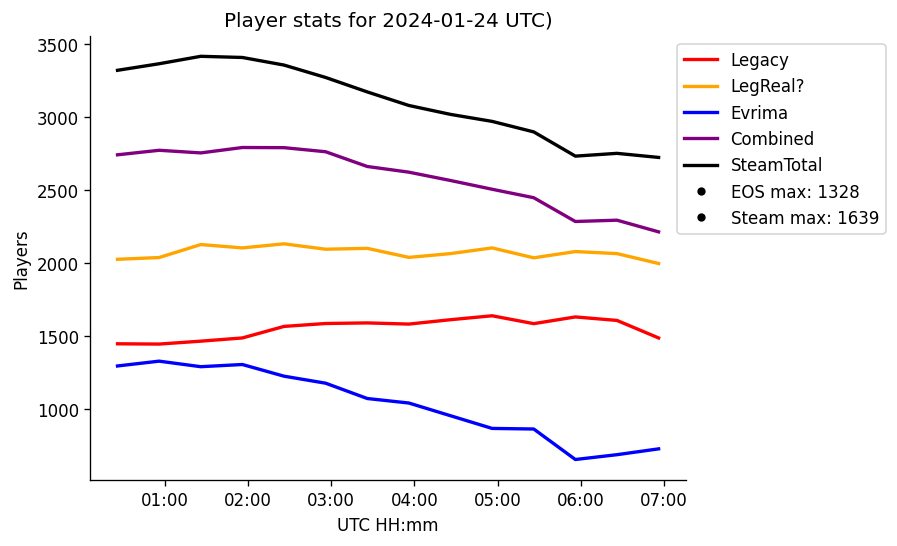 Player stats for 2024-01-24 UTC)
3500
3000
2500
2000
1500
1000
Players
01:00 02:00 03:00 04:00 05:00 06:00 07:00
UTC HH:mm
Legacy
LegReal?
Evrima
Combined
SteamTotal
EOS max: 1328
Steam max: 1639